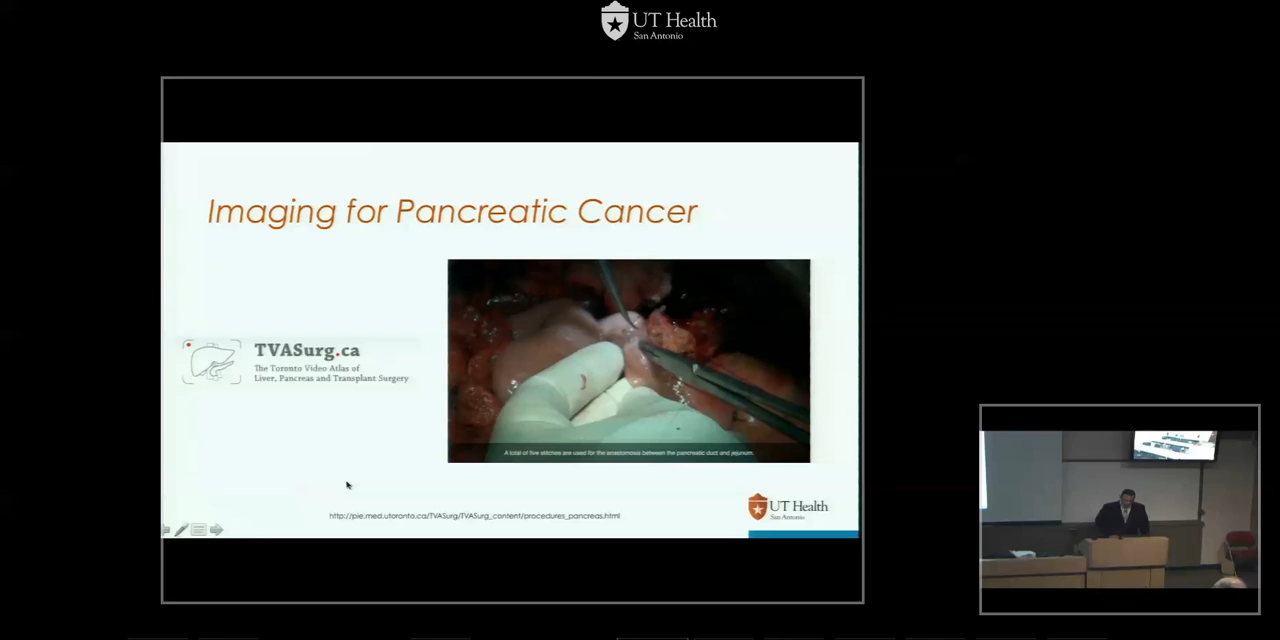 UT Health
San Antonio
Imaging for Pancreatic Cancer
TVASurg.ca
The Toronto Video Atlas of
Liver, Pancreas and Transplant Surgery
A total of five stitches are used for the anastomosis between the pancreatic duct and jejunum.
http://pie.med.utoronto.ca/TVASurg/TVASurg_content/procedures_pancreas.html
UT Health
San Antonio